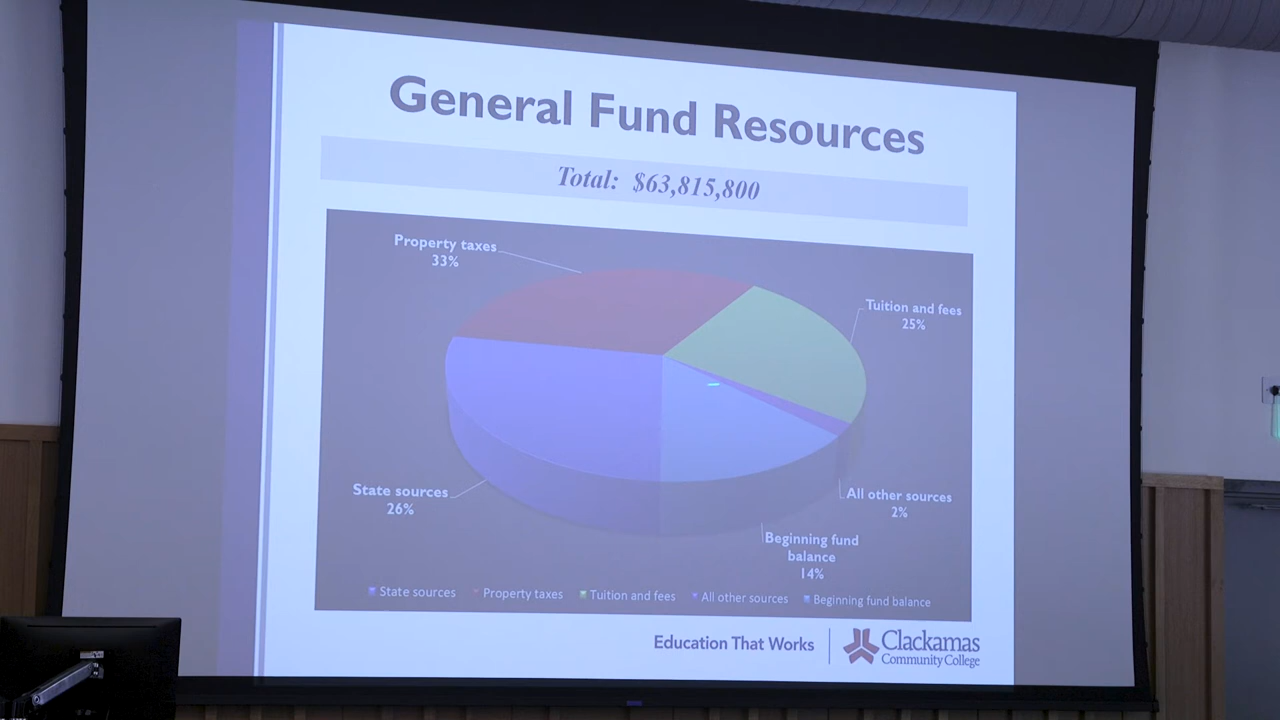 General Fund Resources
Total: $63,815,800
Property taxes
33%
Tuition and fees
25%
State sources
26%
All other sources
2%
Beginning fund
balance
14%
State sources Property taxes Tuition and fees All other sources Beginning fund balance
Education That Works
Clackamas
Community College